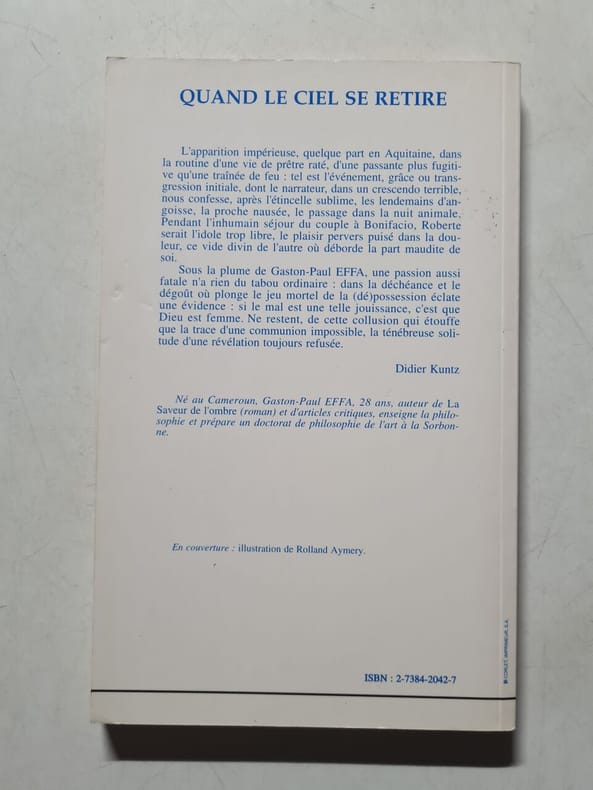 QUAND LE CIEL SE RETIRE
L'apparition impérieuse, quelque part en Aquitaine, dans
la routine d'une vie de prêtre raté, d'une passante plus fugiti-
ve qu'une traînée de feu : tel est l'événement, grâce ou trans-
gression initiale, dont le narrateur, dans un crescendo terrible,
nous confesse, après l'étincelle sublime, les lendemains d'an-
goisse, la proche nausée, le passage dans la nuit animale.
Pendant l'inhumain séjour du couple à Bonifacio, Roberte
serait l'idole trop libre, le plaisir pervers puisé dans la dou-
leur, ce vide divin de l'autre où déborde la part maudite de
soi.
Sous la plume de Gaston-Paul EFFA, une passion aussi
fatale n'a rien du tabou ordinaire : dans la déchéance et le
dégoût où plonge le jeu mortel de la (dé)possession éclate
une évidence : si le mal est une telle jouissance, c'est que
Dieu est femme. Ne restent, de cette collusion qui étouffe
que la trace d'une communion impossible, la ténébreuse soli-
tude d'une révélation toujours refusée.
Didier Kuntz
Né au Cameroun, Gaston-Paul EFFA, 28 ans, auteur de La
Saveur de l'ombre (roman) et d'articles critiques, enseigne la philo-
sophie et prépare un doctorat de philosophie de l'art à la Sorbon-
ne.
En couverture : illustration de Rolland Aymery.
ISBN : 2-7384-2042-7
CORLET, IMPRIMEUR, S.A.